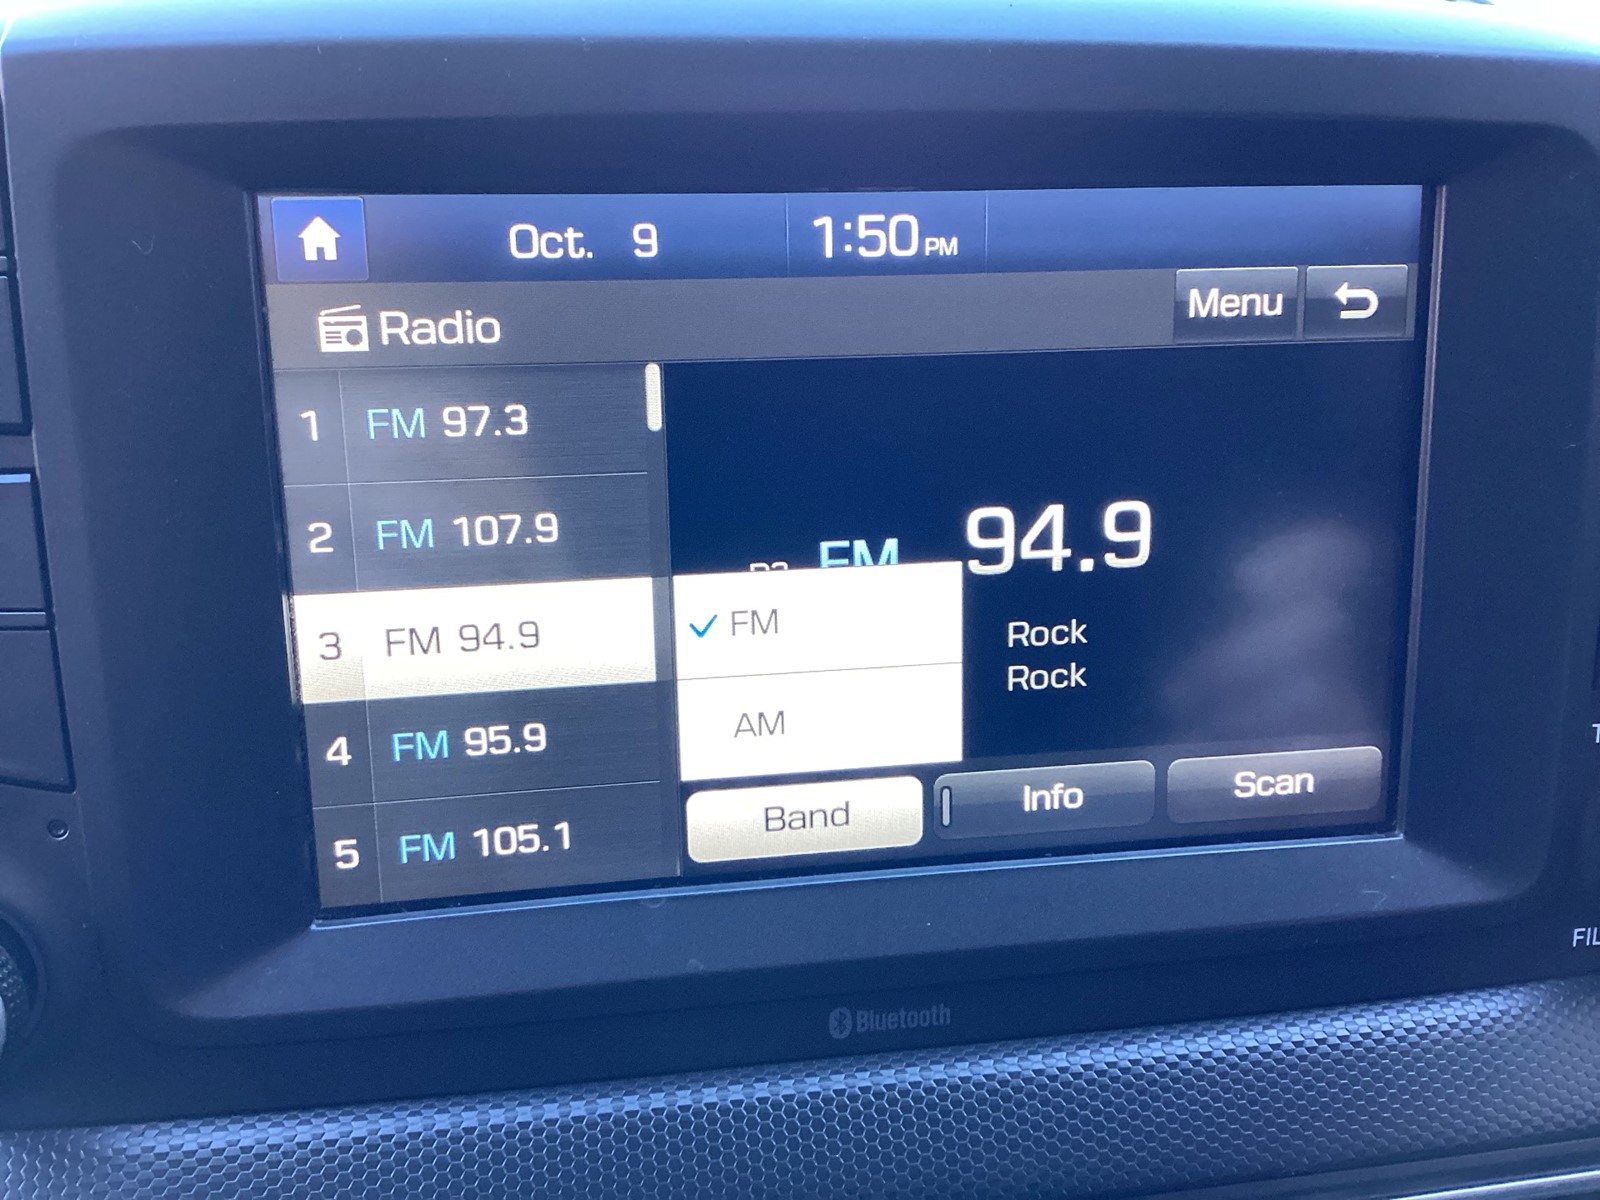 Oct. 9 1:50 PM
Radio
Menu
1 FM 97.3
2 FM 107.9
3 FM 94.9
4 FM 95.9
5 FM 105.1
FM 94.9
Rock
Rock
FM
AM
Band
Info
Scan
Bluetooth